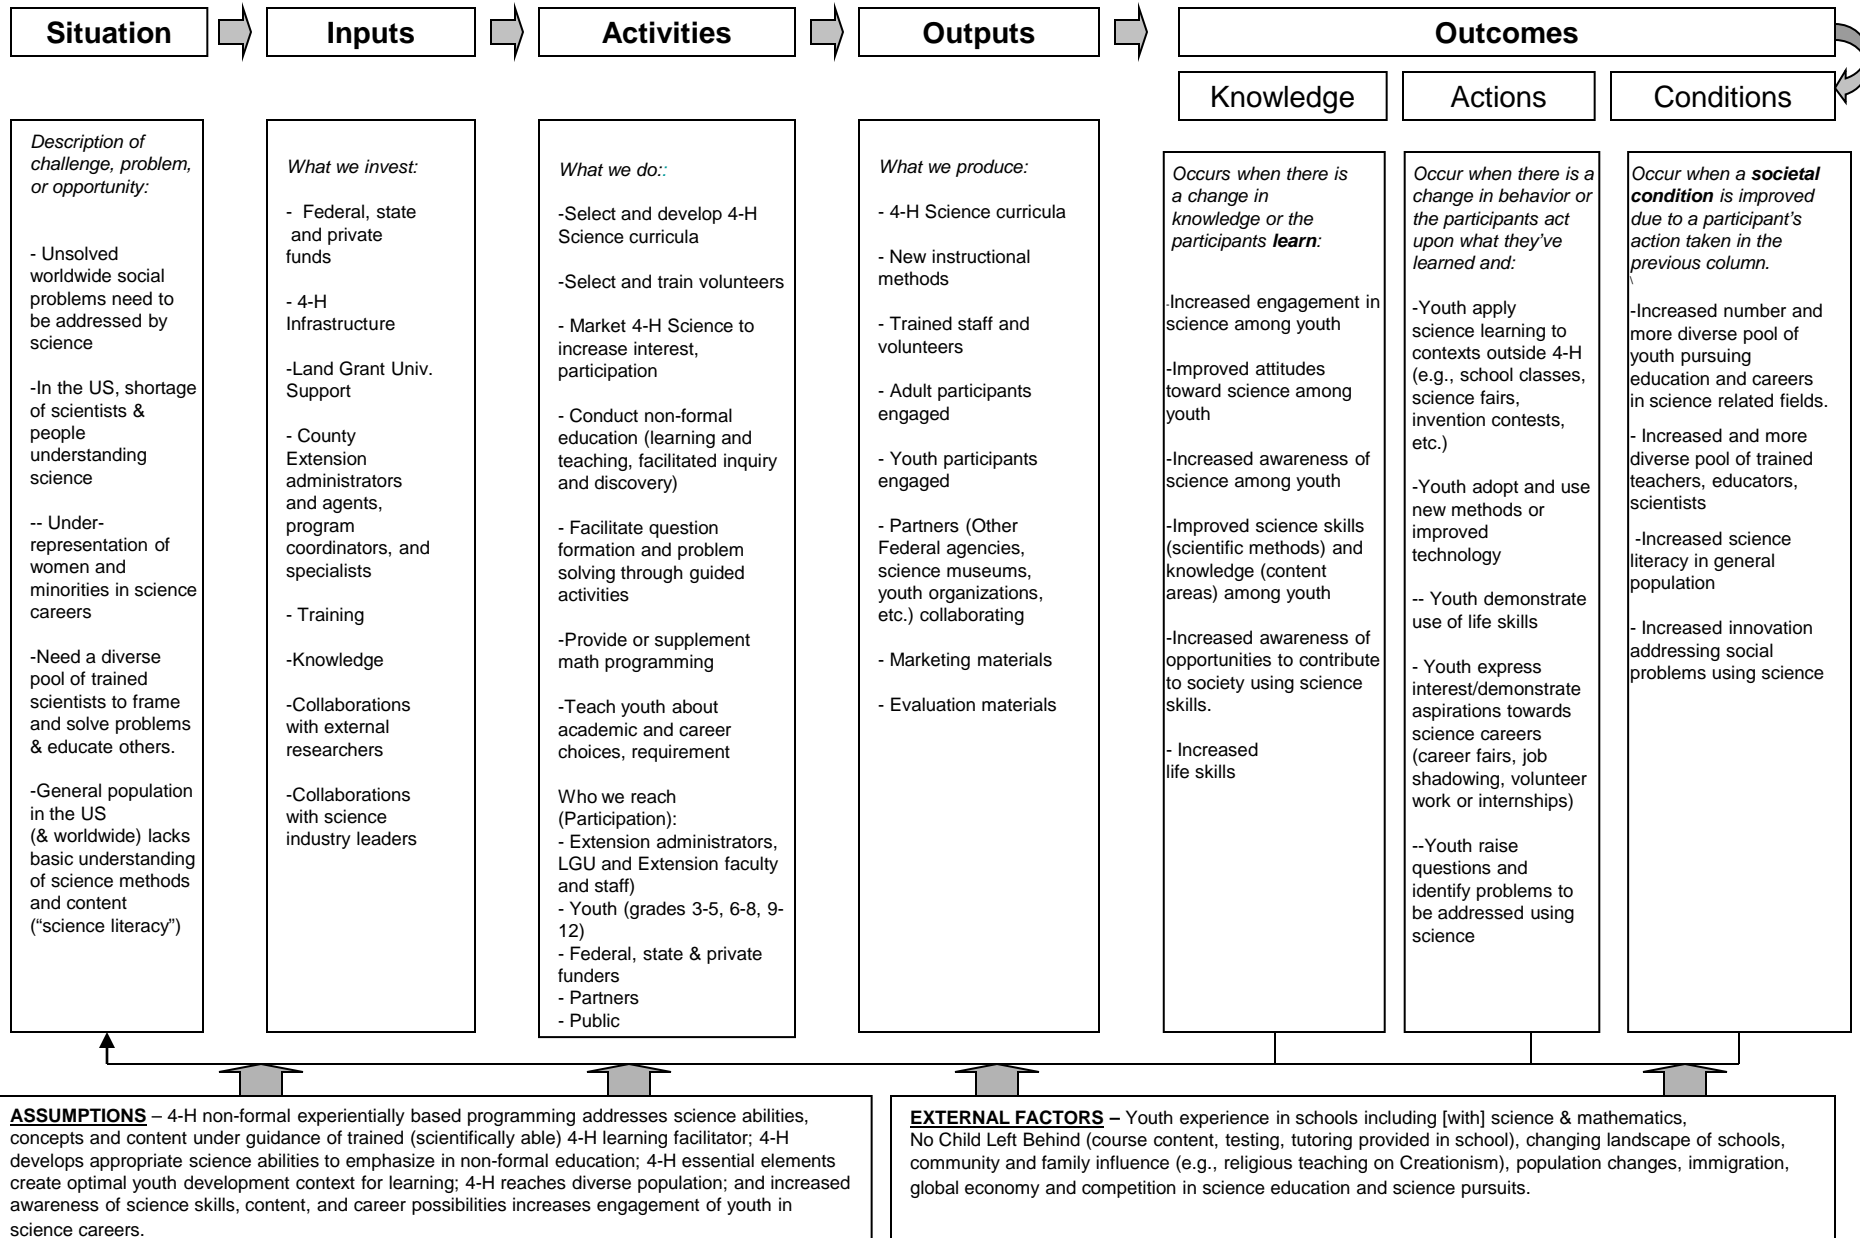 Situation
Inputs
Activities
Outputs
Outcomes
Knowledge
Actions
Conditions
Description of
challenge, problem,
or opportunity:
- Unsolved
worldwide social
problems need to
be addressed by
science
-In the US, shortage
of scientists &
people
understanding
science
-- Under-
representation of
women and
minorities in science
careers
-Need a diverse
pool of trained
scientists to frame
and solve problems
& educate others.
-General population
in the US
(& worldwide) lacks
basic understanding
of science methods
and content
(“science literacy”)
What we invest:
- Federal, state
and private
funds
- 4-H
Infrastructure
-Land Grant Univ.
Support
- County
Extension
administrators
and agents,
program
coordinators, and
specialists
- Training
-Knowledge
-Collaborations
with external
researchers
-Collaborations
with science
industry leaders
What we do::
-Select and develop 4-H
Science curricula
-Select and train volunteers
- Market 4-H Science to
increase interest,
participation
- Conduct non-formal
education (learning and
teaching, facilitated inquiry
and discovery)
- Facilitate question
formation and problem
solving through guided
activities
-Provide or supplement
math programming
-Teach youth about
academic and career
choices, requirement
Who we reach
(Participation):
- Extension administrators,
LGU and Extension faculty
and staff)
- Youth (grades 3-5, 6-8, 9-
12)
- Federal, state & private
funders
- Partners
- Public
What we produce:
- 4-H Science curricula
- New instructional
methods
- Trained staff and
volunteers
- Adult participants
engaged
- Youth participants
engaged
- Partners (Other
Federal agencies,
science museums,
youth organizations,
etc.) collaborating
- Marketing materials
- Evaluation materials
Occurs when there is
a change in
knowledge or the
participants learn:
-Increased engagement in
science among youth
-Improved attitudes
toward science among
youth
-Increased awareness of
science among youth
-Improved science skills
(scientific methods) and
knowledge (content
areas) among youth
-Increased awareness of
opportunities to contribute
to society using science
skills.
- Increased
life skills
Occur when there is a
change in behavior or
the participants act
upon what they’ve
learned and:
-Youth apply
science learning to
contexts outside 4-H
(e.g., school classes,
science fairs,
invention contests,
etc.)
-Youth adopt and use
new methods or
improved
technology
-- Youth demonstrate
use of life skills
- Youth express
interest/demonstrate
aspirations towards
science careers
(career fairs, job
shadowing, volunteer
work or internships)
--Youth raise
questions and
identify problems to
be addressed using
science
Occur when a societal
condition is improved
due to a participant’s
action taken in the
previous column.
\
-Increased number and
more diverse pool of
youth pursuing
education and careers
in science related fields.
- Increased and more
diverse pool of trained
teachers, educators,
scientists
-Increased science
literacy in general
population
- Increased innovation
addressing social
problems using science
ASSUMPTIONS – 4-H non-formal experientially based programming addresses science abilities,
concepts and content under guidance of trained (scientifically able) 4-H learning facilitator; 4-H
develops appropriate science abilities to emphasize in non-formal education; 4-H essential elements
create optimal youth development context for learning; 4-H reaches diverse population; and increased
awareness of science skills, content, and career possibilities increases engagement of youth in
science careers.
EXTERNAL FACTORS – Youth experience in schools including [with] science & mathematics,
No Child Left Behind (course content, testing, tutoring provided in school), changing landscape of schools,
community and family influence (e.g., religious teaching on Creationism), population changes, immigration,
global economy and competition in science education and science pursuits.